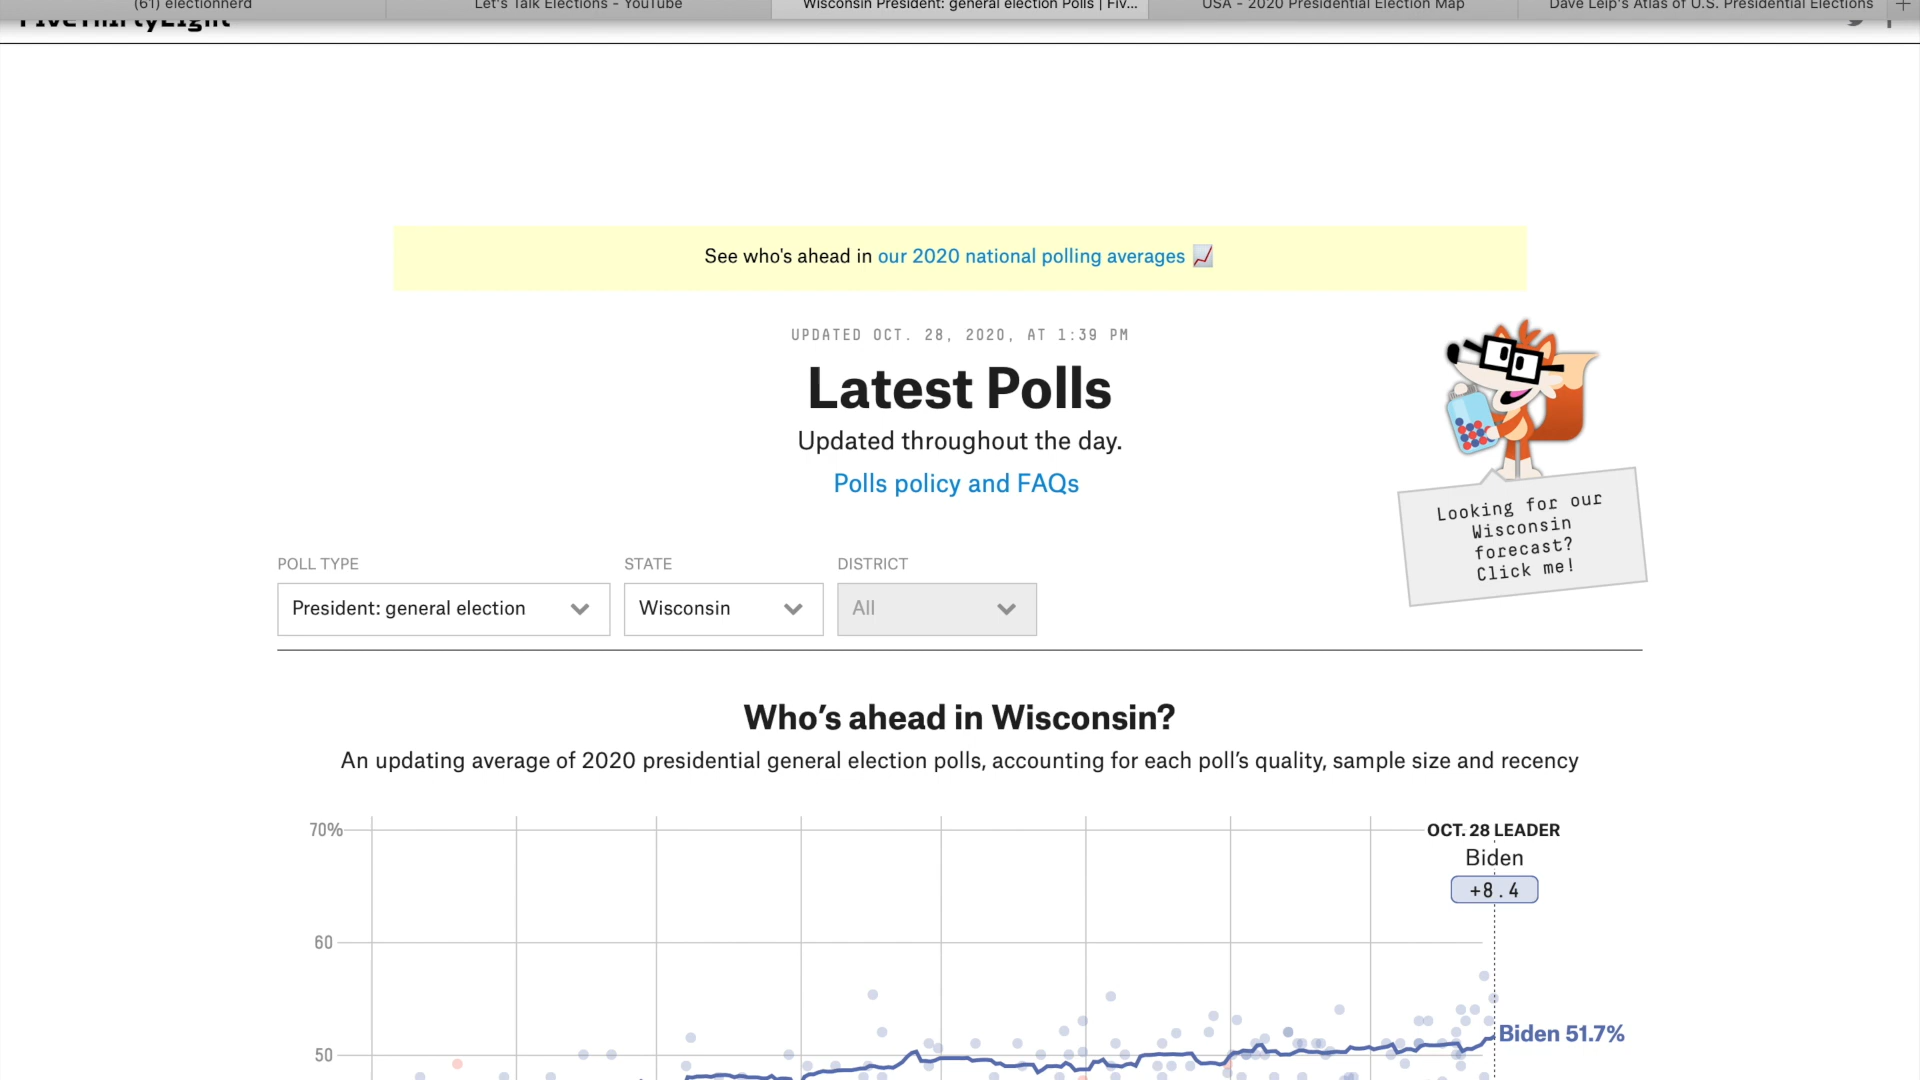 (61) electionnerd
Let's Talk Elections - YouTube
Wisconsin President: general election Polls | Fiv...
USA - 2020 Presidential Election Map
Dave Leip's Atlas of U.S. Presidential Elections
FiveThirtyEight
See who's ahead in our 2020 national polling averages
UPDATED OCT. 28, 2020, AT 1:39 PM
Latest Polls
Updated throughout the day.
Polls policy and FAQs
Looking for our
Wisconsin
forecast?
Click me!
POLL TYPE
STATE
DISTRICT
President: general election
Wisconsin
All
Who’s ahead in Wisconsin?
An updating average of 2020 presidential general election polls, accounting for each poll’s quality, sample size and recency
70%
OCT. 28 LEADER
Biden
+8.4
60
Biden 51.7%
50